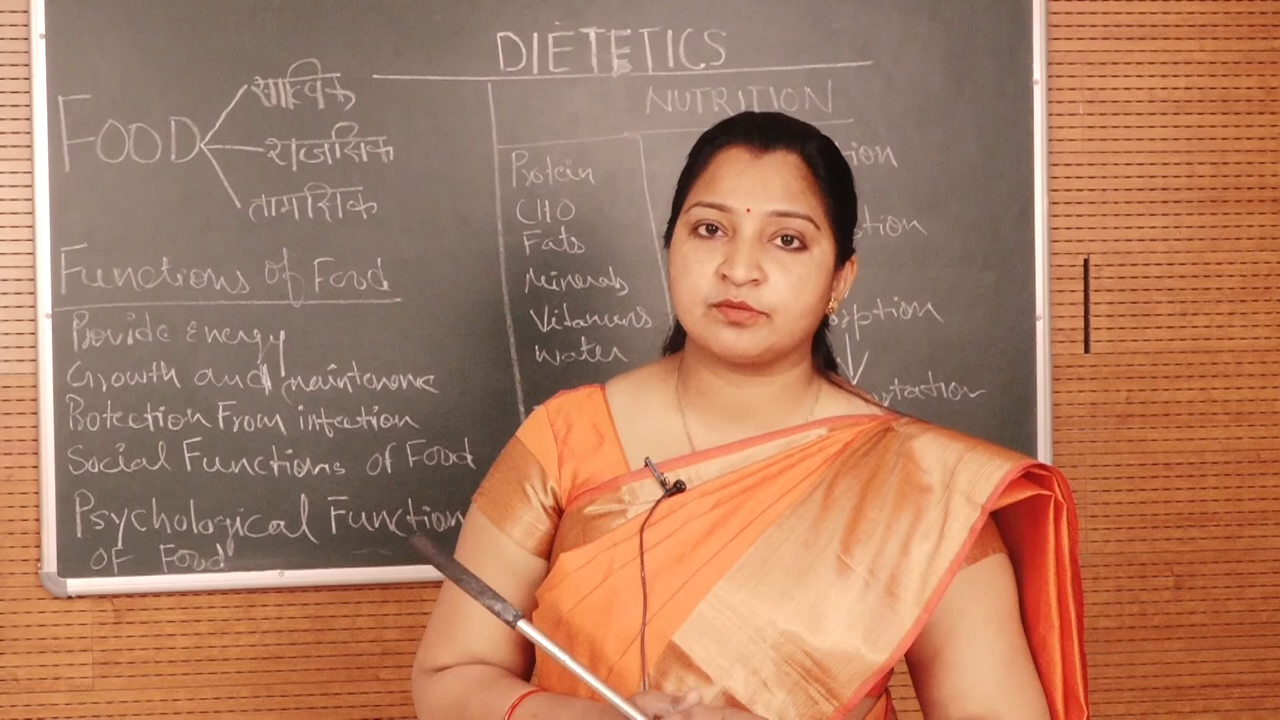 DIETETICS
FOOD
सात्विक
राजसिक
तामसिक
Functions of Food
Provide Energy
Growth and maintenance
Protection From infection
Social Functions of Food
Psychological Function
OF Food
NUTRITION
Protein
CHO
Fats
Minerals
Vitamins
Water